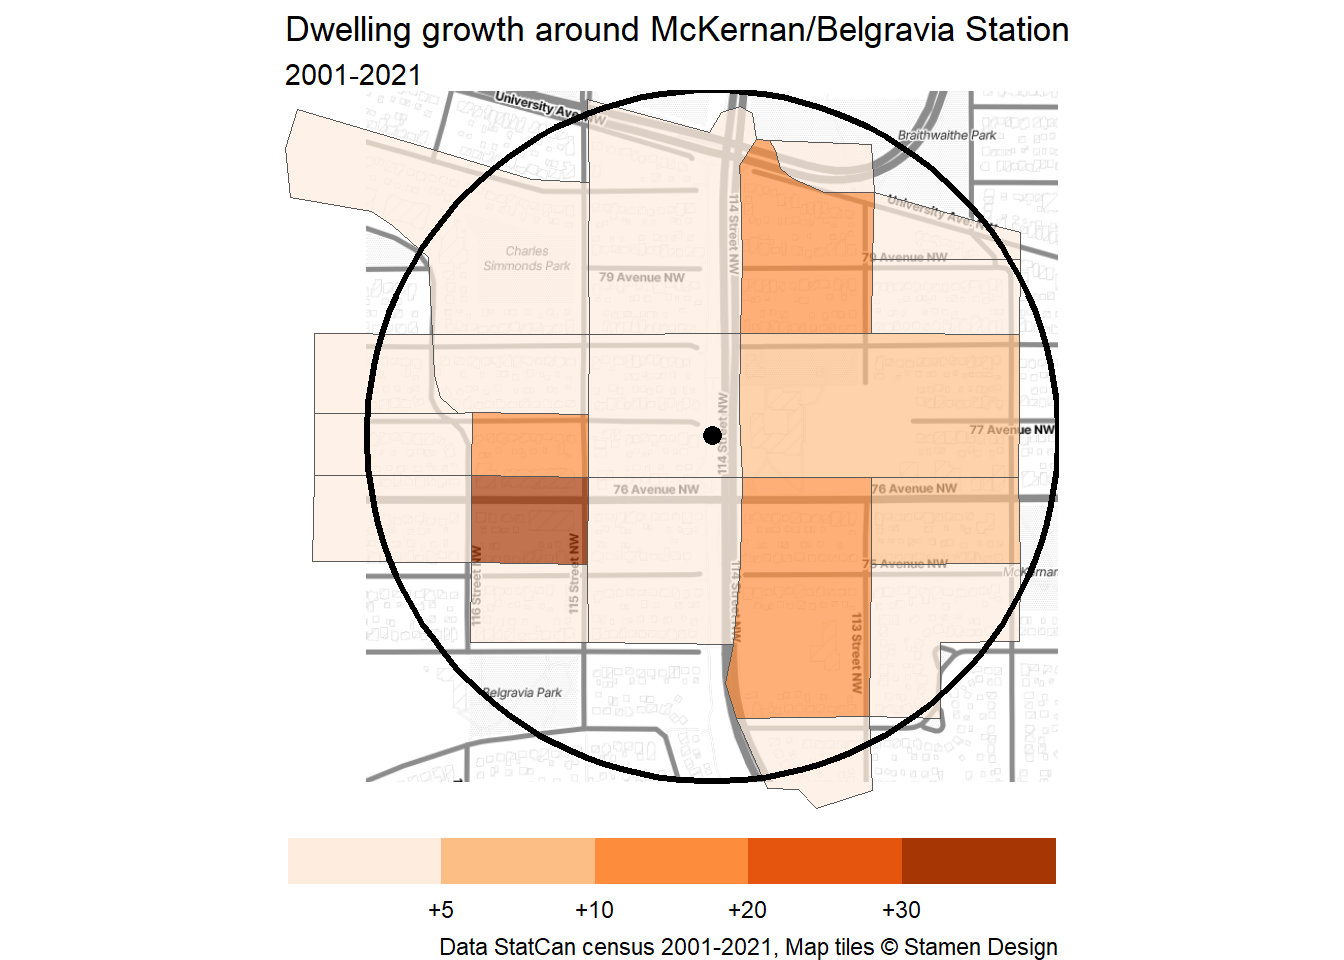 Dwelling growth around McKernan/Belgravia Station
2001-2021
University Ave NW
Braithwaithe Park
University Ave. N
114 Street NW
Charles
Simmonds Park
79 Avenue NW
79 Avenue NW
114 Street NW
77 Avenue NW
76 Avenue NW
76 Avenue NW
75 Avenue NW
McKernan
116 Street NW
115 Street NW
114 Street NW
113 Street NW
Belgravia Park
+5
+10
+20
+30
Data StatCan census 2001-2021, Map tiles © Stamen Design